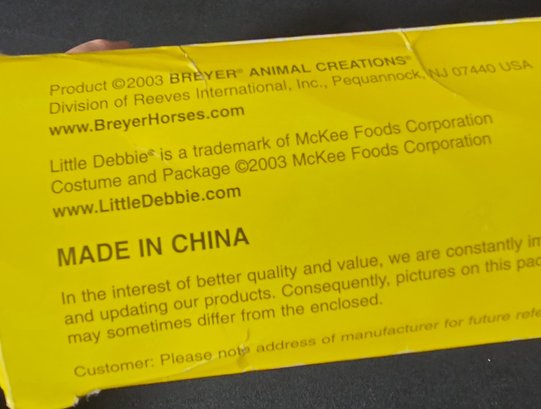 Product ©2003 BREYER® ANIMAL CREATIONS®
Division of Reeves International, Inc., Pequannock, NJ 07440 USA
www.BreyerHorses.com
Little Debbie® is a trademark of McKee Foods Corporation
Costume and Package ©2003 McKee Foods Corporation
www.LittleDebbie.com
MADE IN CHINA
In the interest of better quality and value, we are constantly
and updating our products. Consequently, pictures on this
may sometimes differ from the enclosed.
Customer: Please note address of manufacturer for future